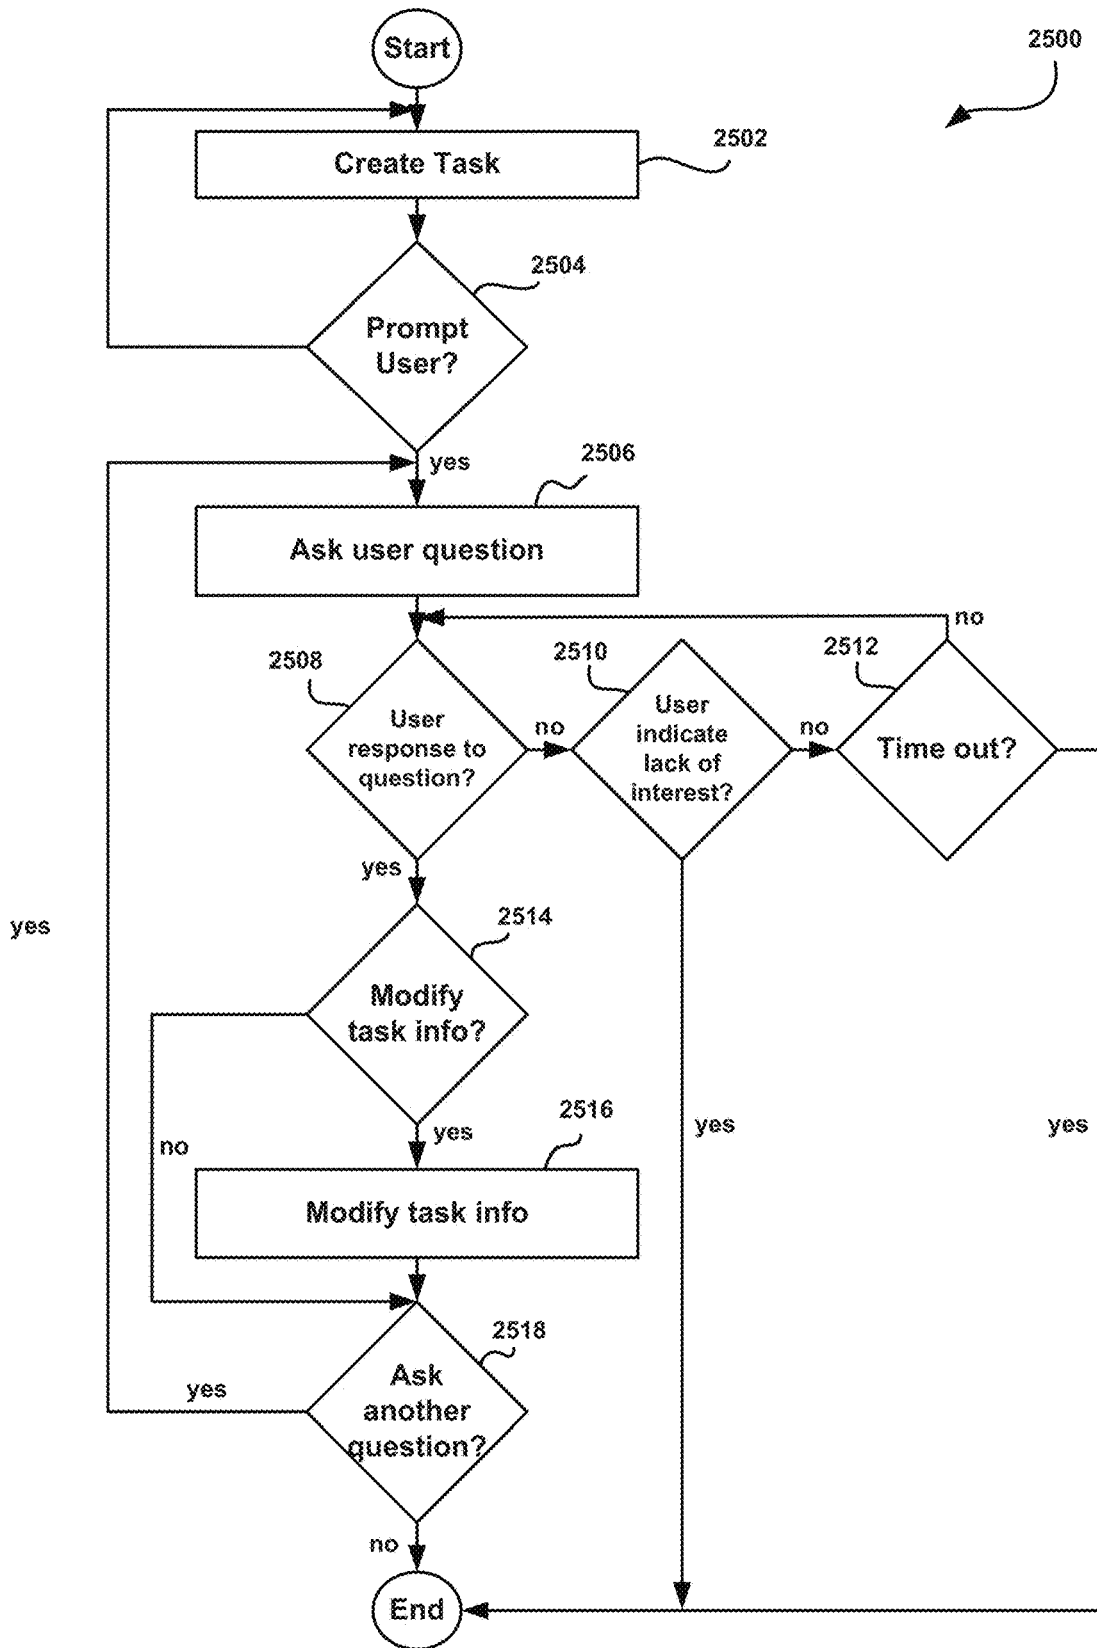 Start
2500
Create Task
2502
2504
Prompt
User?
yes
2506
Ask user question
no
2508
2510
2512
User
response to
question?
no
User
indicate
lack of
interest?
no
Time out?
yes
yes
2514
Modify
task info?
no
yes
2516
yes
yes
Modify task info
2518
yes
Ask
another
question?
no
End